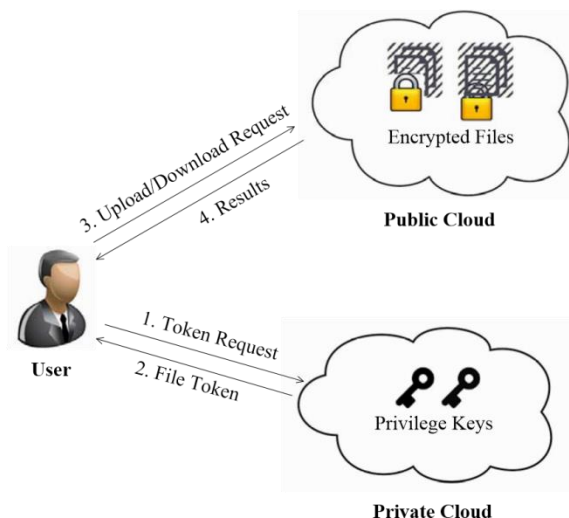 Encrypted Files
Public Cloud
3. Upload/Download Request
4. Results
User
1. Token Request
2. File Token
Privilege Keys
Private Cloud